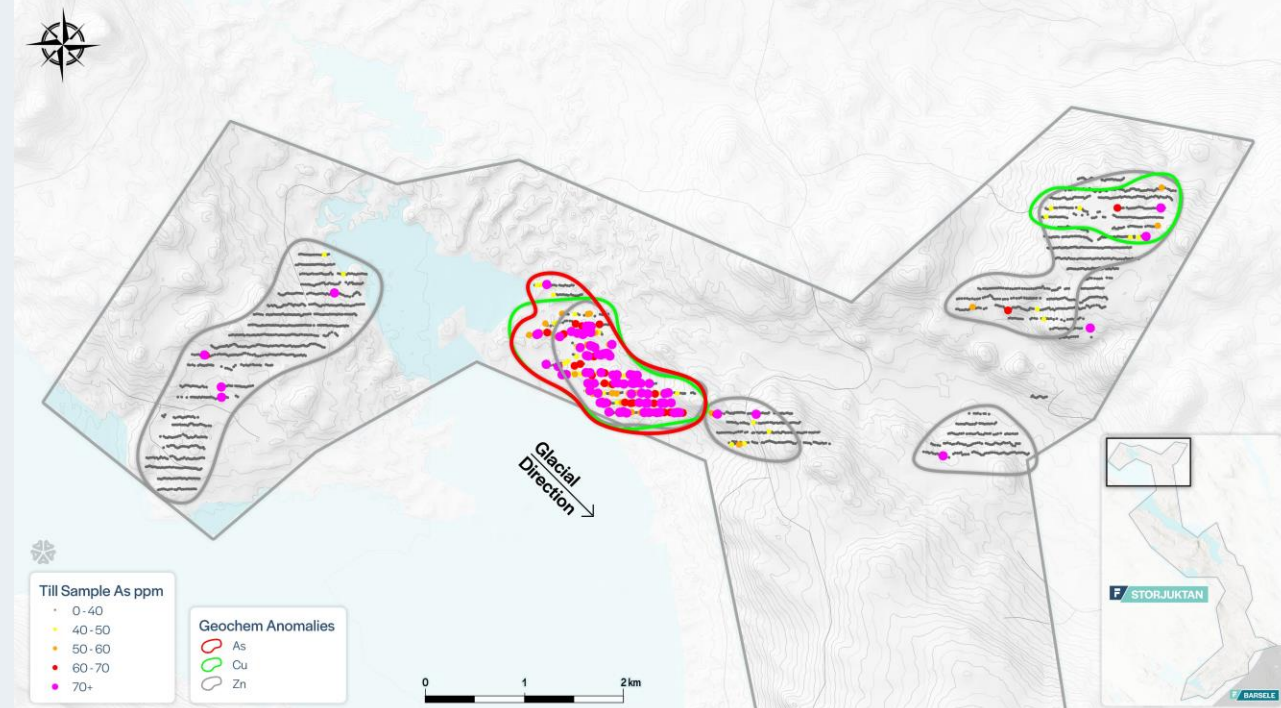 Glacial
Direction
Till Sample As ppm
0-40
40-50
50-60
60-70
70+
Geochem Anomalies
As
Cu
Zn
0 1 2 km
F/ STORJUKTAN
F/ BARSELE